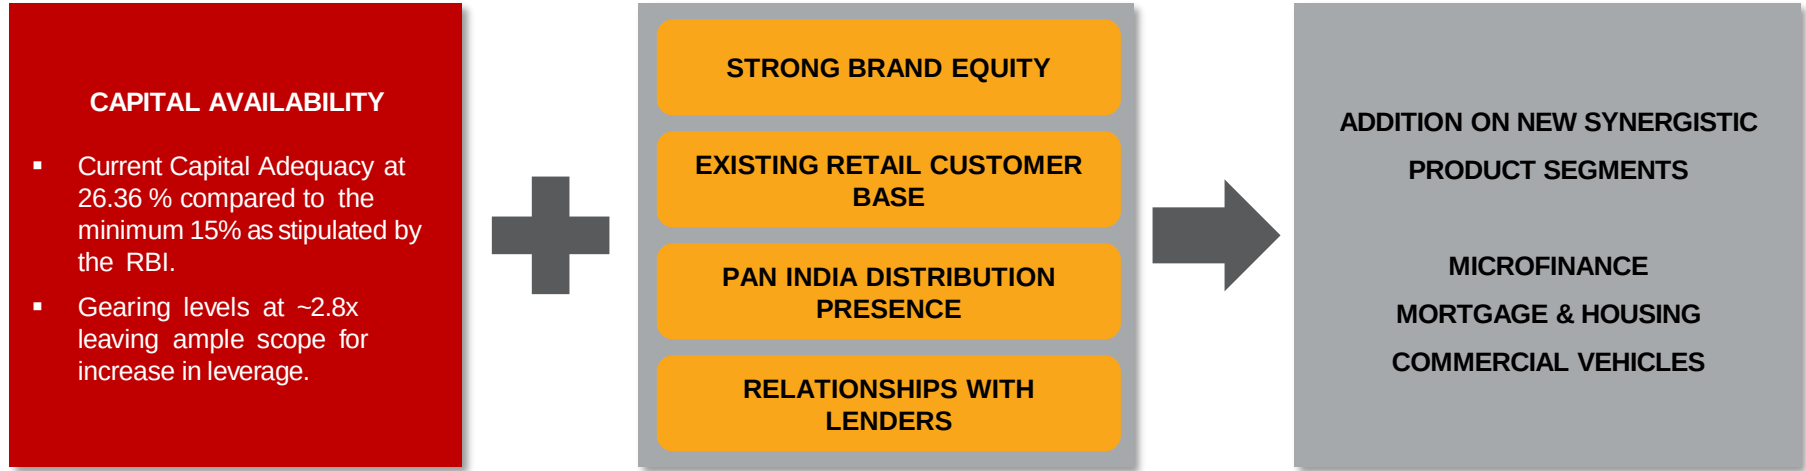 CAPITAL AVAILABILITY
▪ Current Capital Adequacy at
26.36 % compared to the
minimum 15% as stipulated by
the RBI.
▪ Gearing levels at ~2.8x
leaving ample scope for
increase in leverage.
STRONG BRAND EQUITY
EXISTING RETAIL CUSTOMER
BASE
PAN INDIA DISTRIBUTION
PRESENCE
RELATIONSHIPS WITH
LENDERS
ADDITION ON NEW SYNERGISTIC
PRODUCT SEGMENTS
MICROFINANCE
MORTGAGE & HOUSING
COMMERCIAL VEHICLES